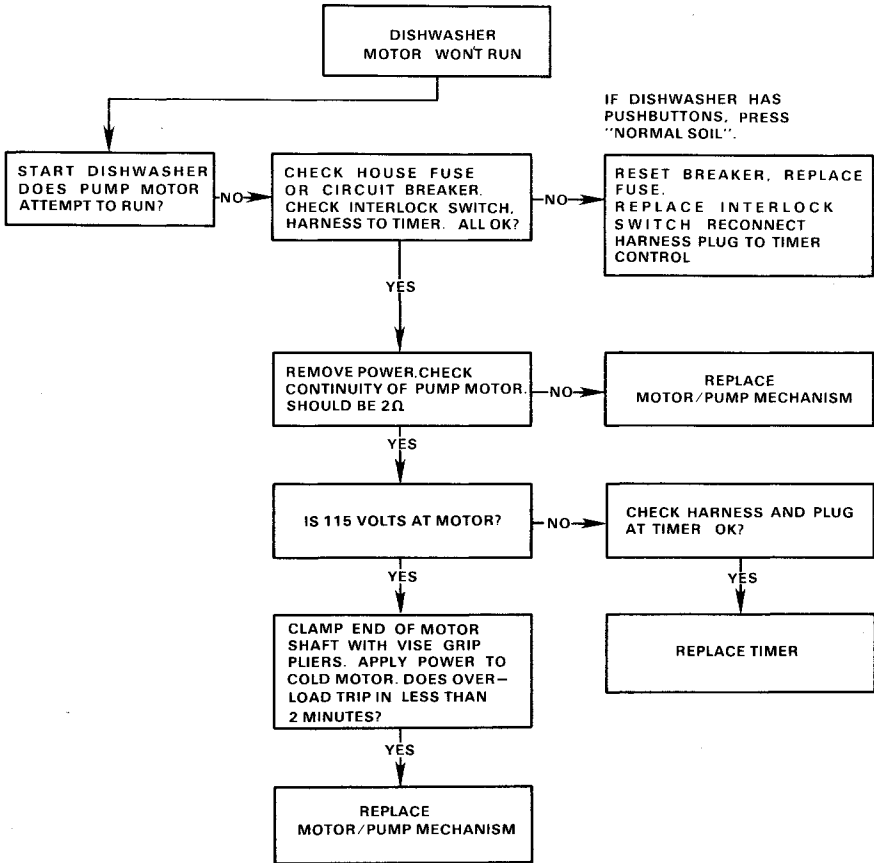 DISHWASHER
MOTOR WON'T RUN
IF DISHWASHER HAS
PUSHBUTTONS, PRESS
"NORMAL SOIL".
START DISHWASHER
DOES PUMP MOTOR
ATTEMPT TO RUN?
NO
CHECK HOUSE FUSE
OR CIRCUIT BREAKER.
CHECK INTERLOCK SWITCH,
HARNESS TO TIMER. ALL OK?
NO
RESET BREAKER, REPLACE
FUSE.
REPLACE INTERLOCK
SWITCH RECONNECT
HARNESS PLUG TO TIMER
CONTROL
YES
REMOVE POWER.CHECK
CONTINUITY OF PUMP MOTOR.
SHOULD BE 2Ω
NO
REPLACE
MOTOR/PUMP MECHANISM
YES
IS 115 VOLTS AT MOTOR?
NO
CHECK HARNESS AND PLUG
AT TIMER OK?
YES
YES
CLAMP END OF MOTOR
SHAFT WITH VISE GRIP
PLIERS. APPLY POWER TO
COLD MOTOR. DOES OVER–
LOAD TRIP IN LESS THAN
2 MINUTES?
REPLACE TIMER
YES
REPLACE
MOTOR/PUMP MECHANISM